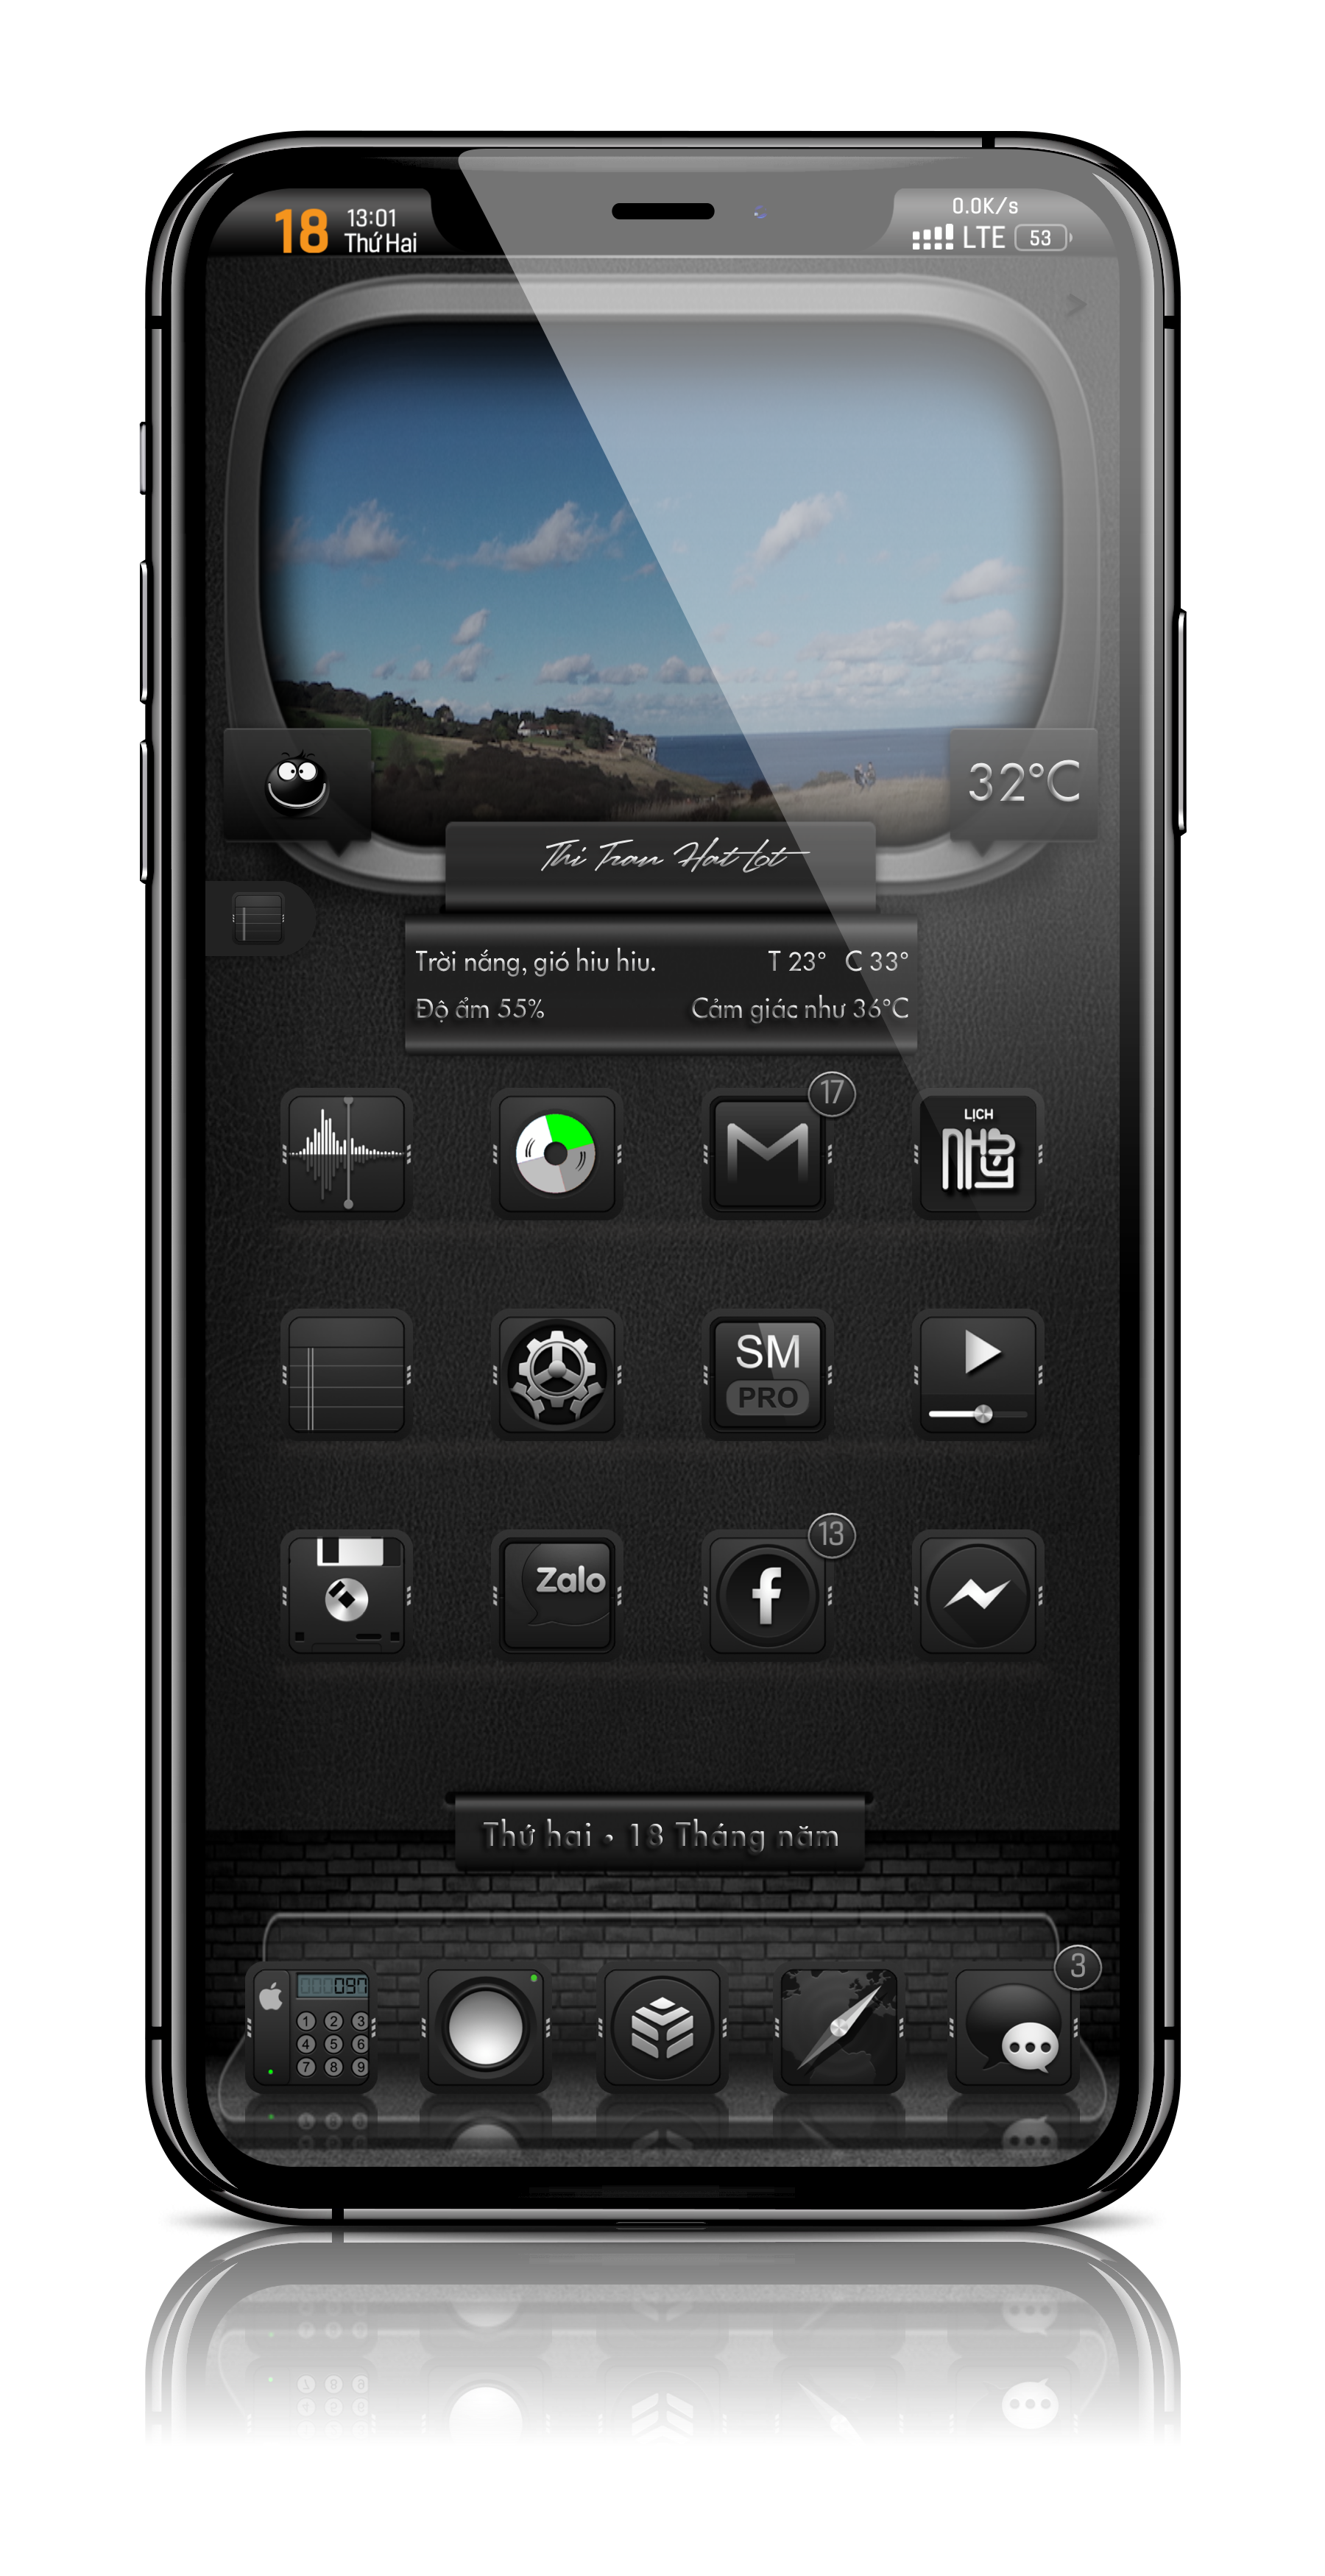 18
13:01
Thứ Hai
0.0K/s
LTE 53
32°C
Thi Tran Hat Lot
Trời nắng, gió hiu hiu.
T 23° C 33°
Độ ẩm 55%
Cảm giác như 36°C
17
LỊCH
NHƯ Ý
SM
PRO
Zalo
13
Thứ hai • 18 Tháng năm
097
1 2 3
4 5 6
7 8 9
3